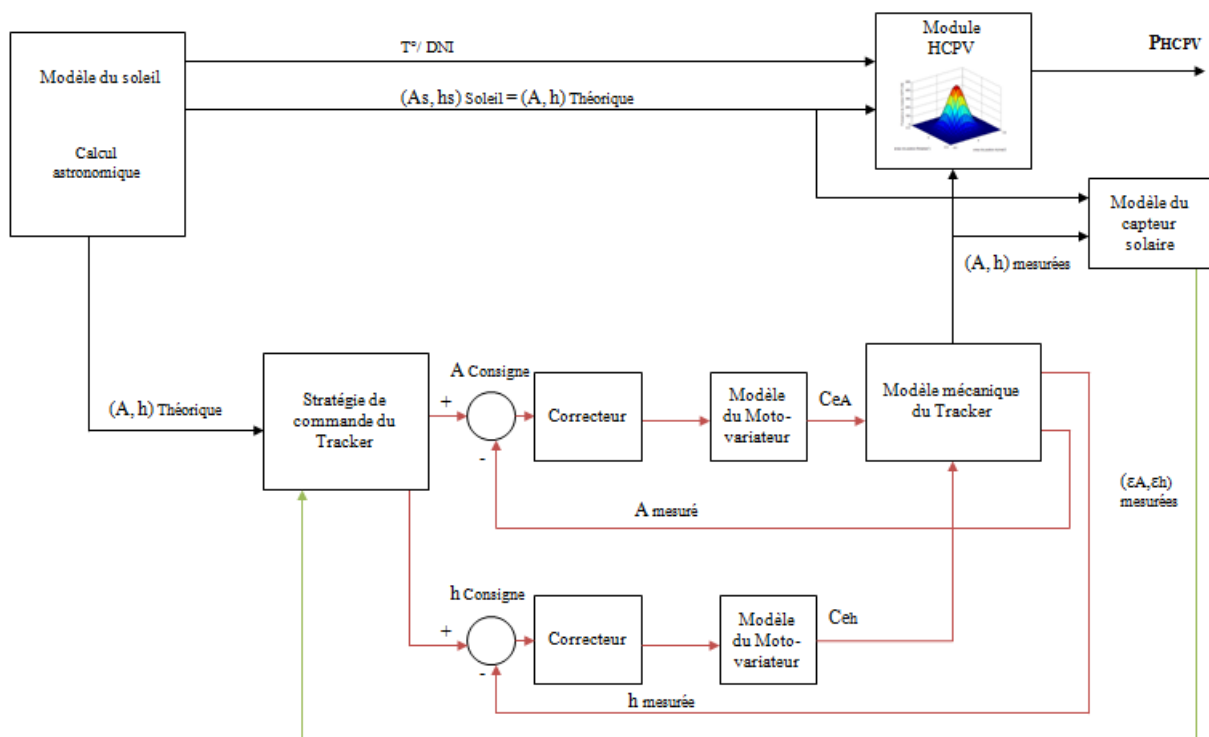 Modèle du soleil
Calcul
astronomique
T°/ DNI
(As, hs) Soleil = (A, h) Théorique
Module
HCPV
PHCPV
Modèle du
capteur
solaire
(A, h) mesurées
(A, h) Théorique
Stratégie de
commande du
Tracker
A Consigne
+
-
Correcteur
Modèle
du Moto-
variateur
CeA
Modèle mécanique
du Tracker
A mesuré
(εA,εh)
mesurées
h Consigne
+
-
Correcteur
Modèle
du Moto-
variateur
Ceh
h mesurée